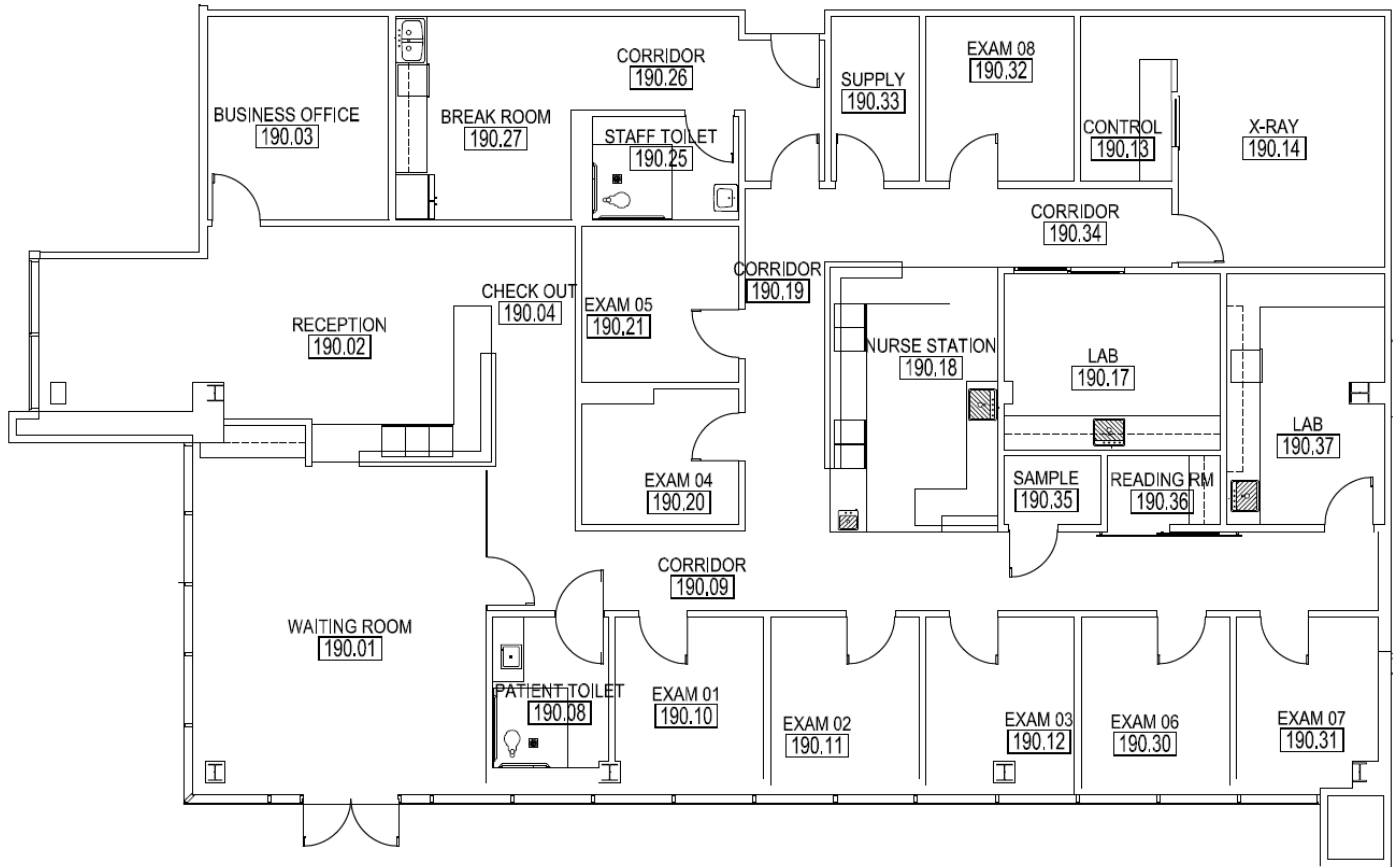 BUSINESS OFFICE
190.03
BREAK ROOM
190.27
CORRIDOR
190.26
STAFF TOILET
190.25
SUPPLY
190.33
EXAM 08
190.32
CONTROL
190.13
X-RAY
190.14
CORRIDOR
190.34
RECEPTION
190.02
CHECK OUT
190.04
EXAM 05
190.21
CORRIDOR
190.19
NURSE STATION
190.18
LAB
190.17
LAB
190.37
EXAM 04
190.20
SAMPLE
190.35
READING RM
190.36
CORRIDOR
190.09
WAITING ROOM
190.01
PATIENT TOILET
190.08
EXAM 01
190.10
EXAM 02
190.11
EXAM 03
190.12
EXAM 06
190.30
EXAM 07
190.31